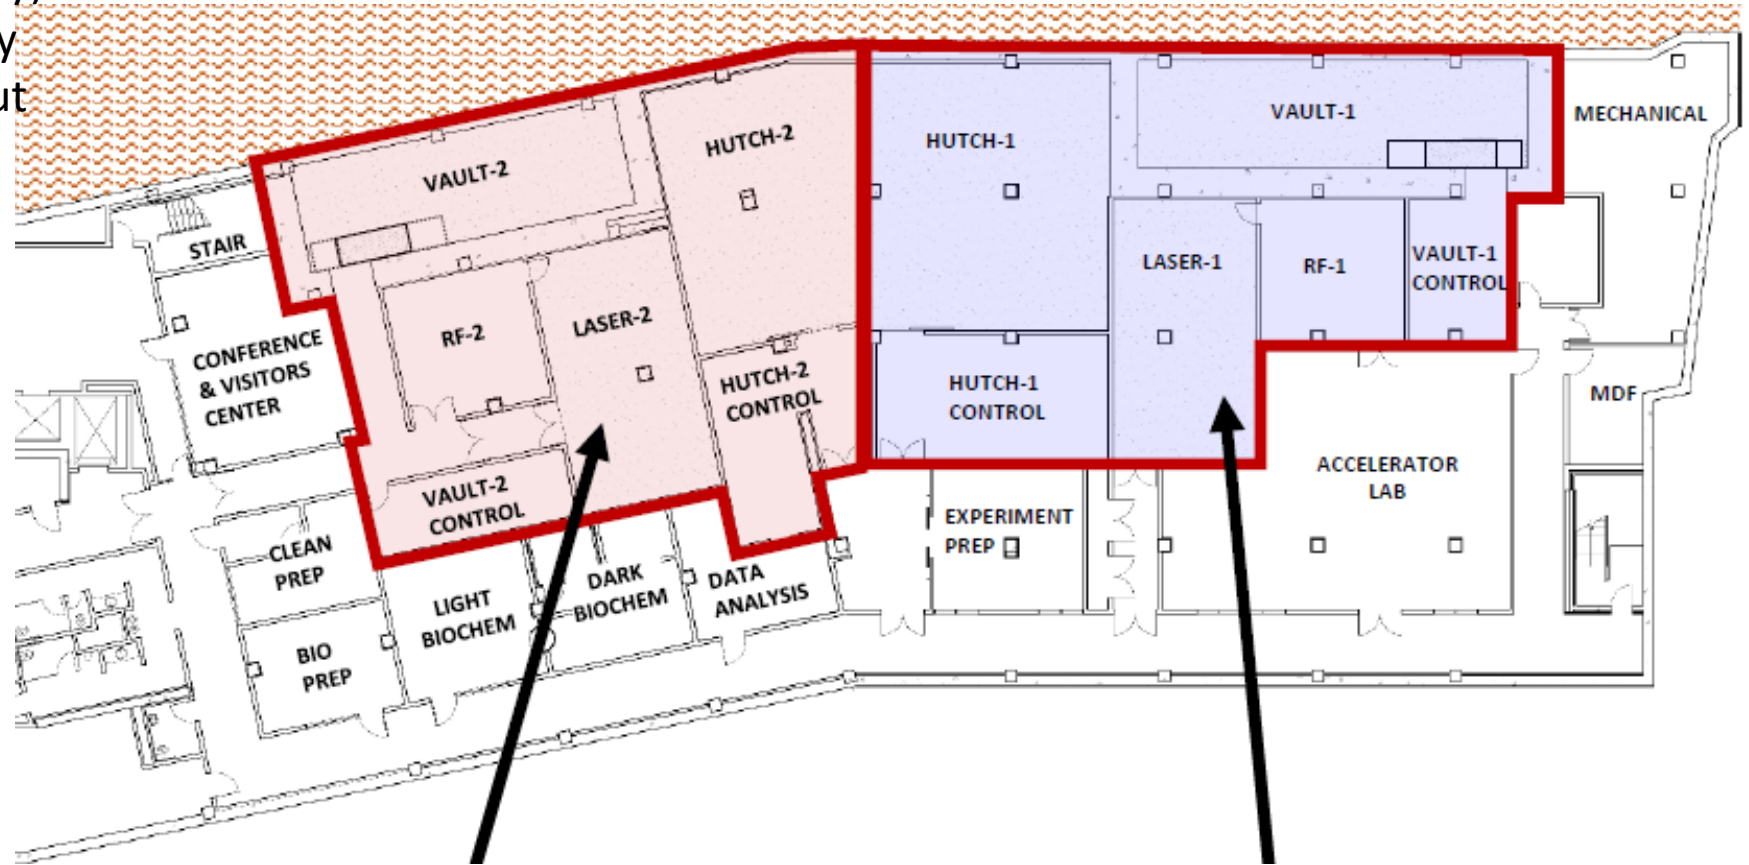 y
ut
VAULT-2
HUTCH-2
HUTCH-1
VAULT-1
MECHANICAL
STAIR
RF-2
LASER-2
LASER-1
RF-1
VAULT-1
CONTROL
CONFERENCE
& VISITORS
CENTER
HUTCH-2
CONTROL
HUTCH-1
CONTROL
MDF
VAULT-2
CONTROL
ACCELERATOR
LAB
EXPERIMENT
PREP
CLEAN
PREP
LIGHT
BIOCHEM
DARK
BIOCHEM
DATA
ANALYSIS
BIO
PREP